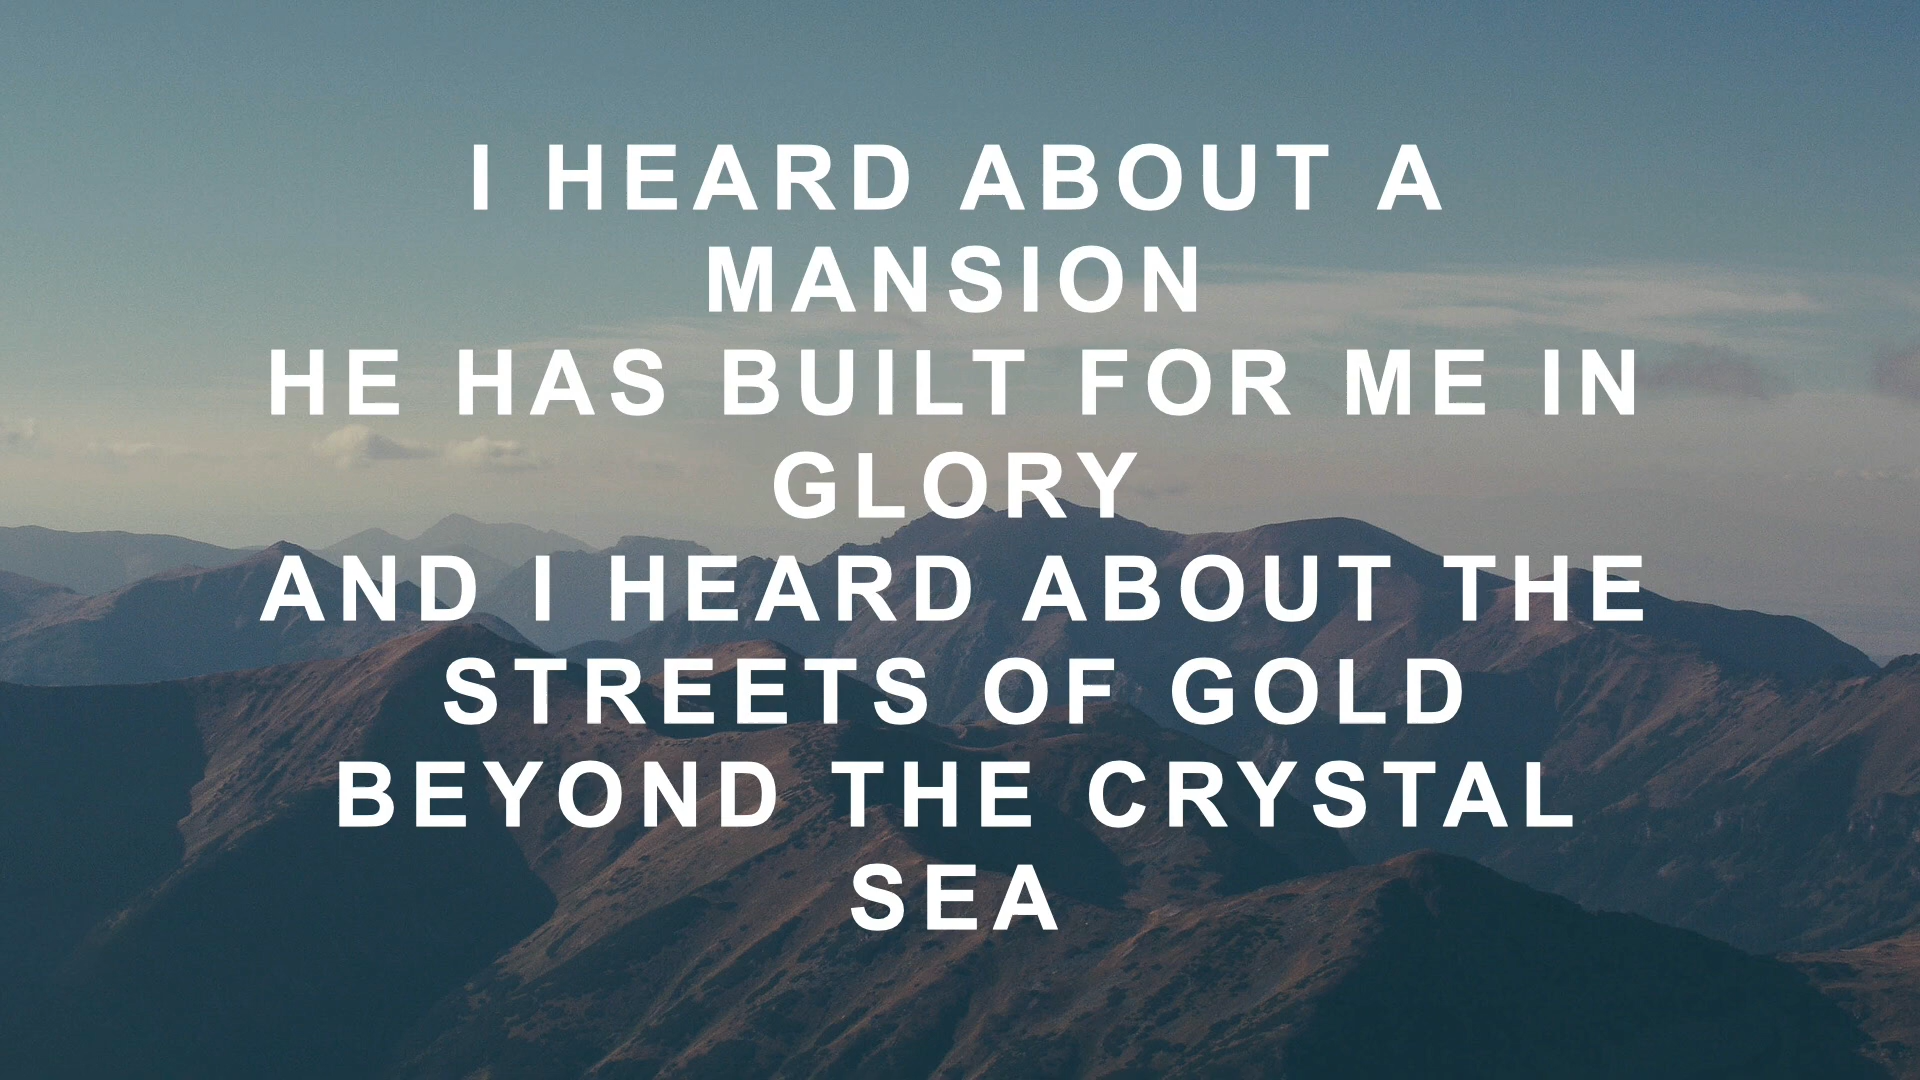 I HEARD ABOUT A
MANSION
HE HAS BUILT FOR ME IN
GLORY
AND I HEARD ABOUT THE
STREETS OF GOLD
BEYOND THE CRYSTAL
SEA